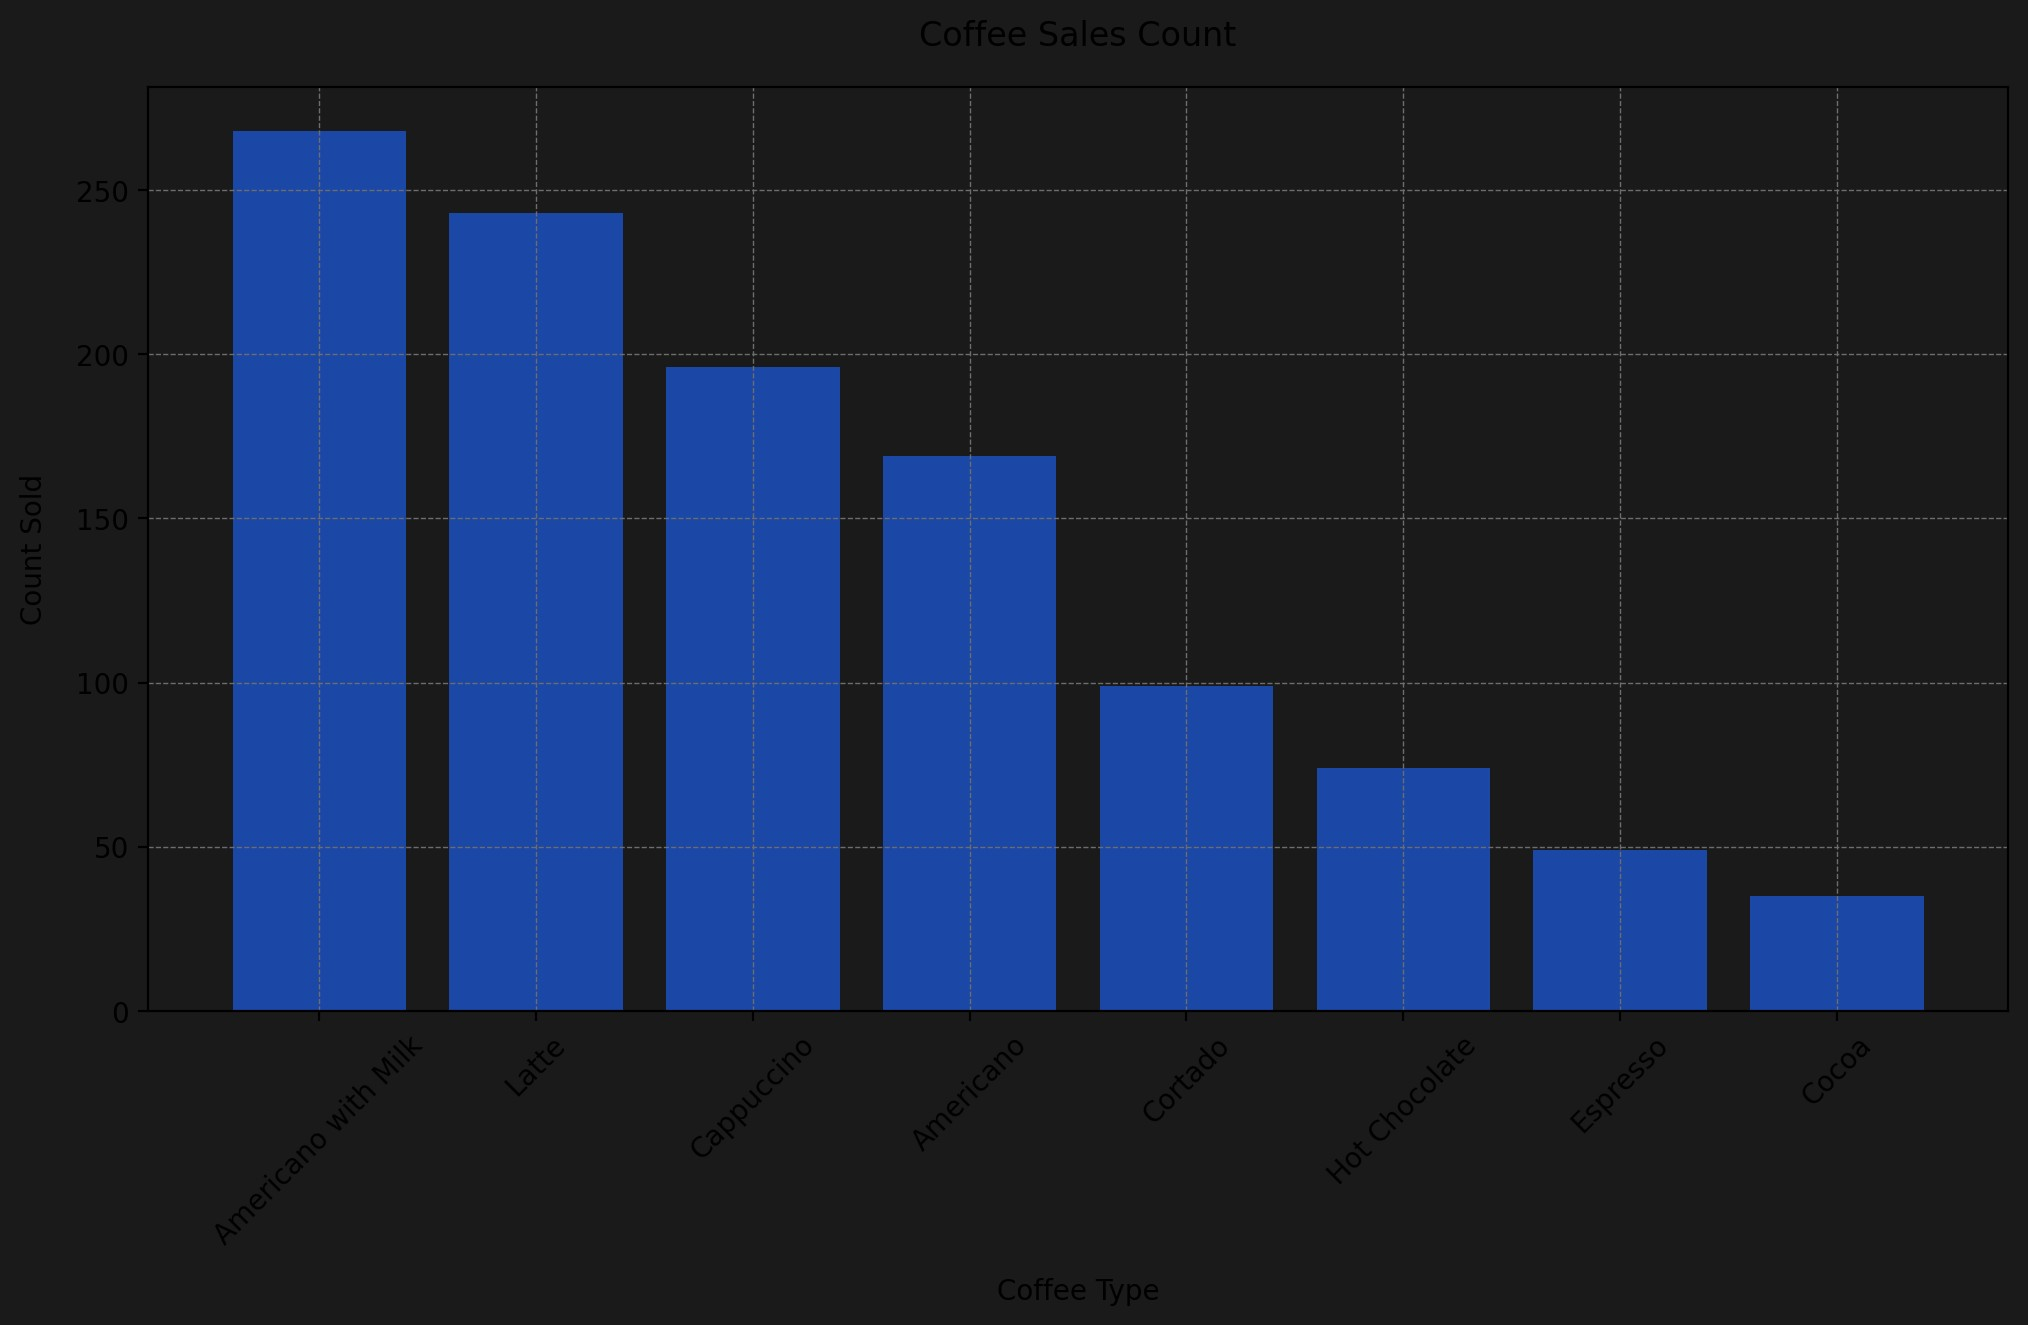 Coffee Sales Count
Count Sold
250
200
150
100
50
0
Americano with Milk
Latte
Cappuccino
Americano
Cortado
Hot Chocolate
Espresso
Cocoa
Coffee Type